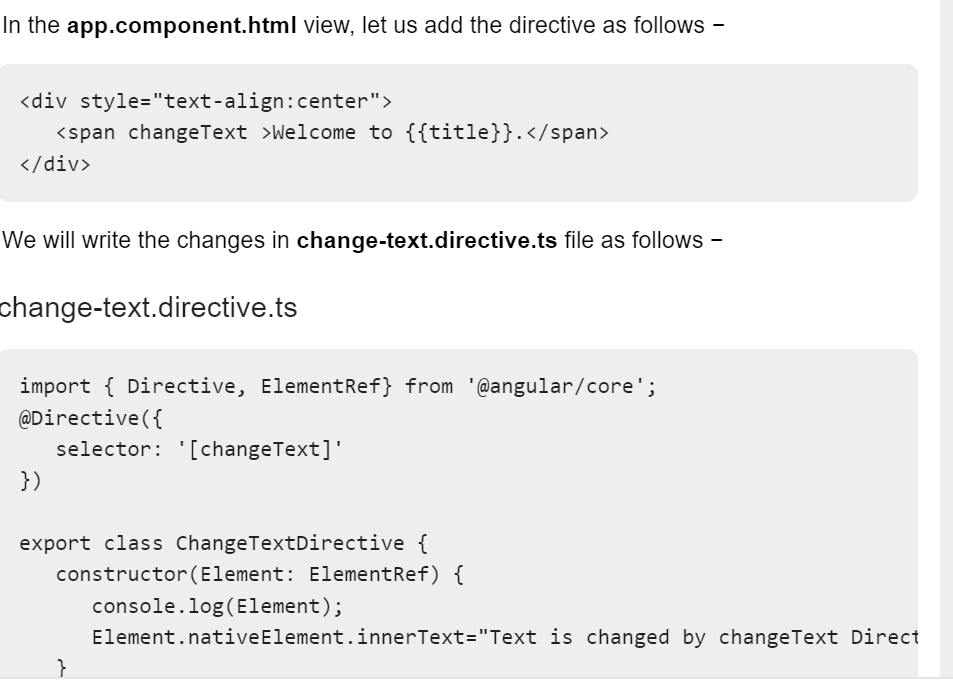 In the app.component.html view, let us add the directive as follows −
<div style="text-align:center">
   <span changeText >Welcome to {{title}}.</span>
</div>
We will write the changes in change-text.directive.ts file as follows −
change-text.directive.ts
import { Directive, ElementRef} from '@angular/core';
@Directive({
   selector: '[changeText]'
})
export class ChangeTextDirective {
   constructor(Element: ElementRef) {
      console.log(Element);
      Element.nativeElement.innerText="Text is changed by changeText Direct
   }